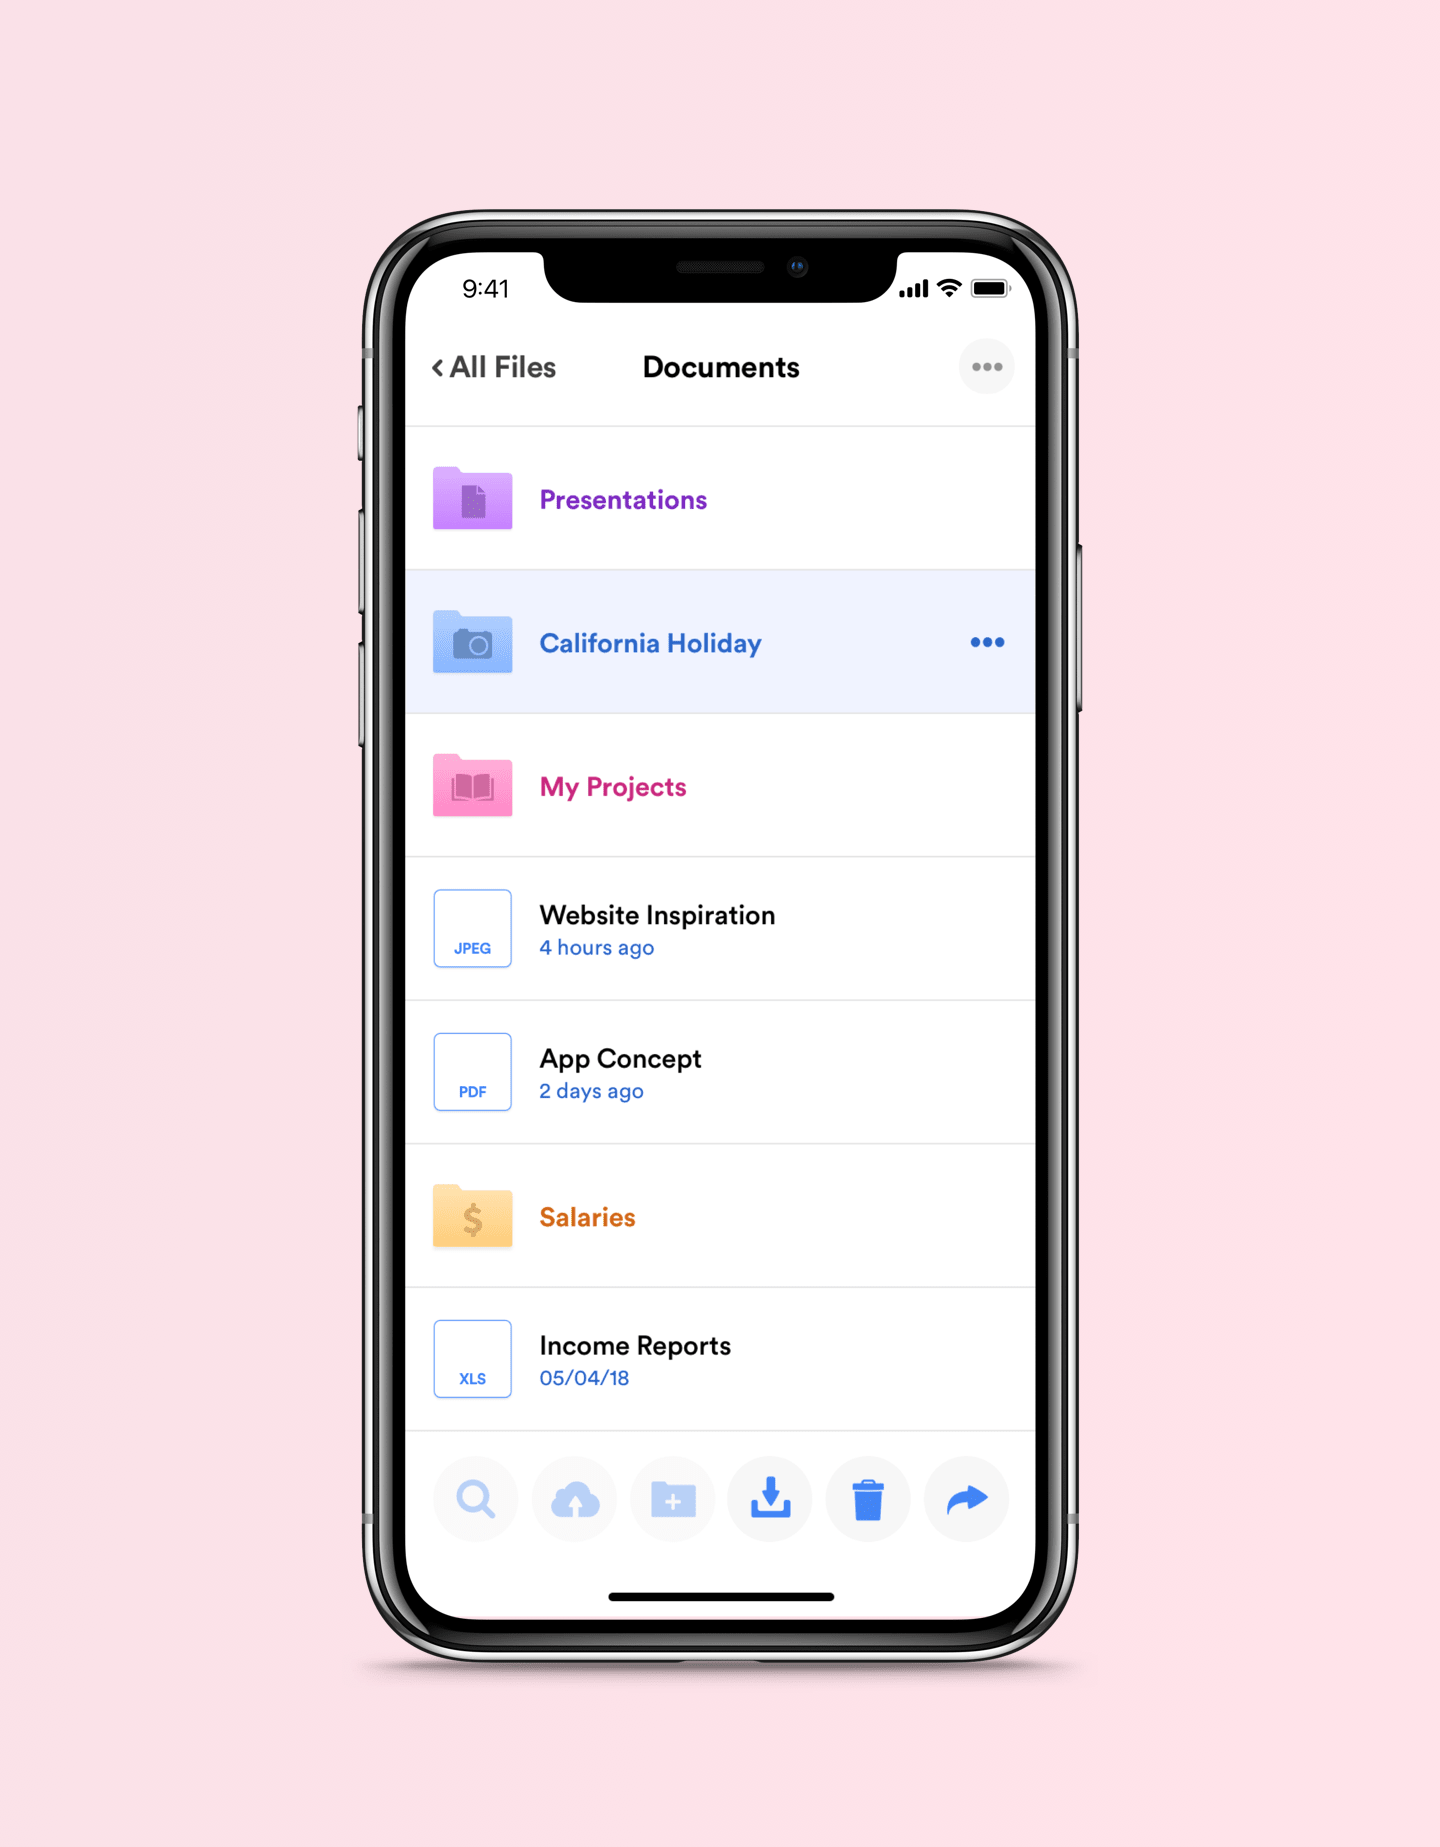 9:41
All Files
Documents
Presentations
California Holiday
My Projects
JPEG
Website Inspiration
4 hours ago
PDF
App Concept
2 days ago
$
Salaries
XLS
Income Reports
05/04/18